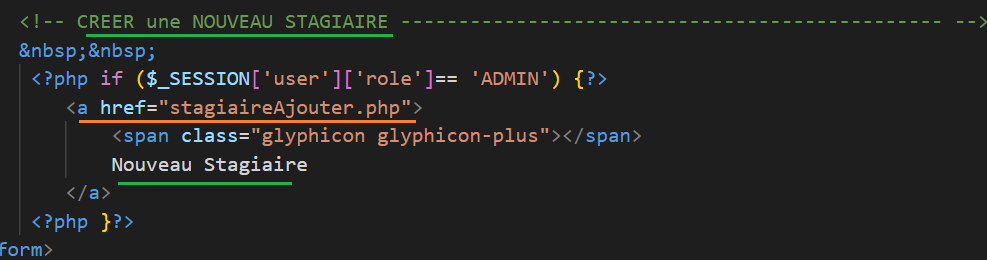 <!-- CREER une NOUVEAU STAGIAIRE ------------------------------------------------ -->
&nbsp;&nbsp;
<?php if ($_SESSION['user']['role']== 'ADMIN') {?>
<a href="stagiaireAjouter.php">
<span class="glyphicon glyphicon-plus"></span>
Nouveau Stagiaire
</a>
<?php }?>
form>